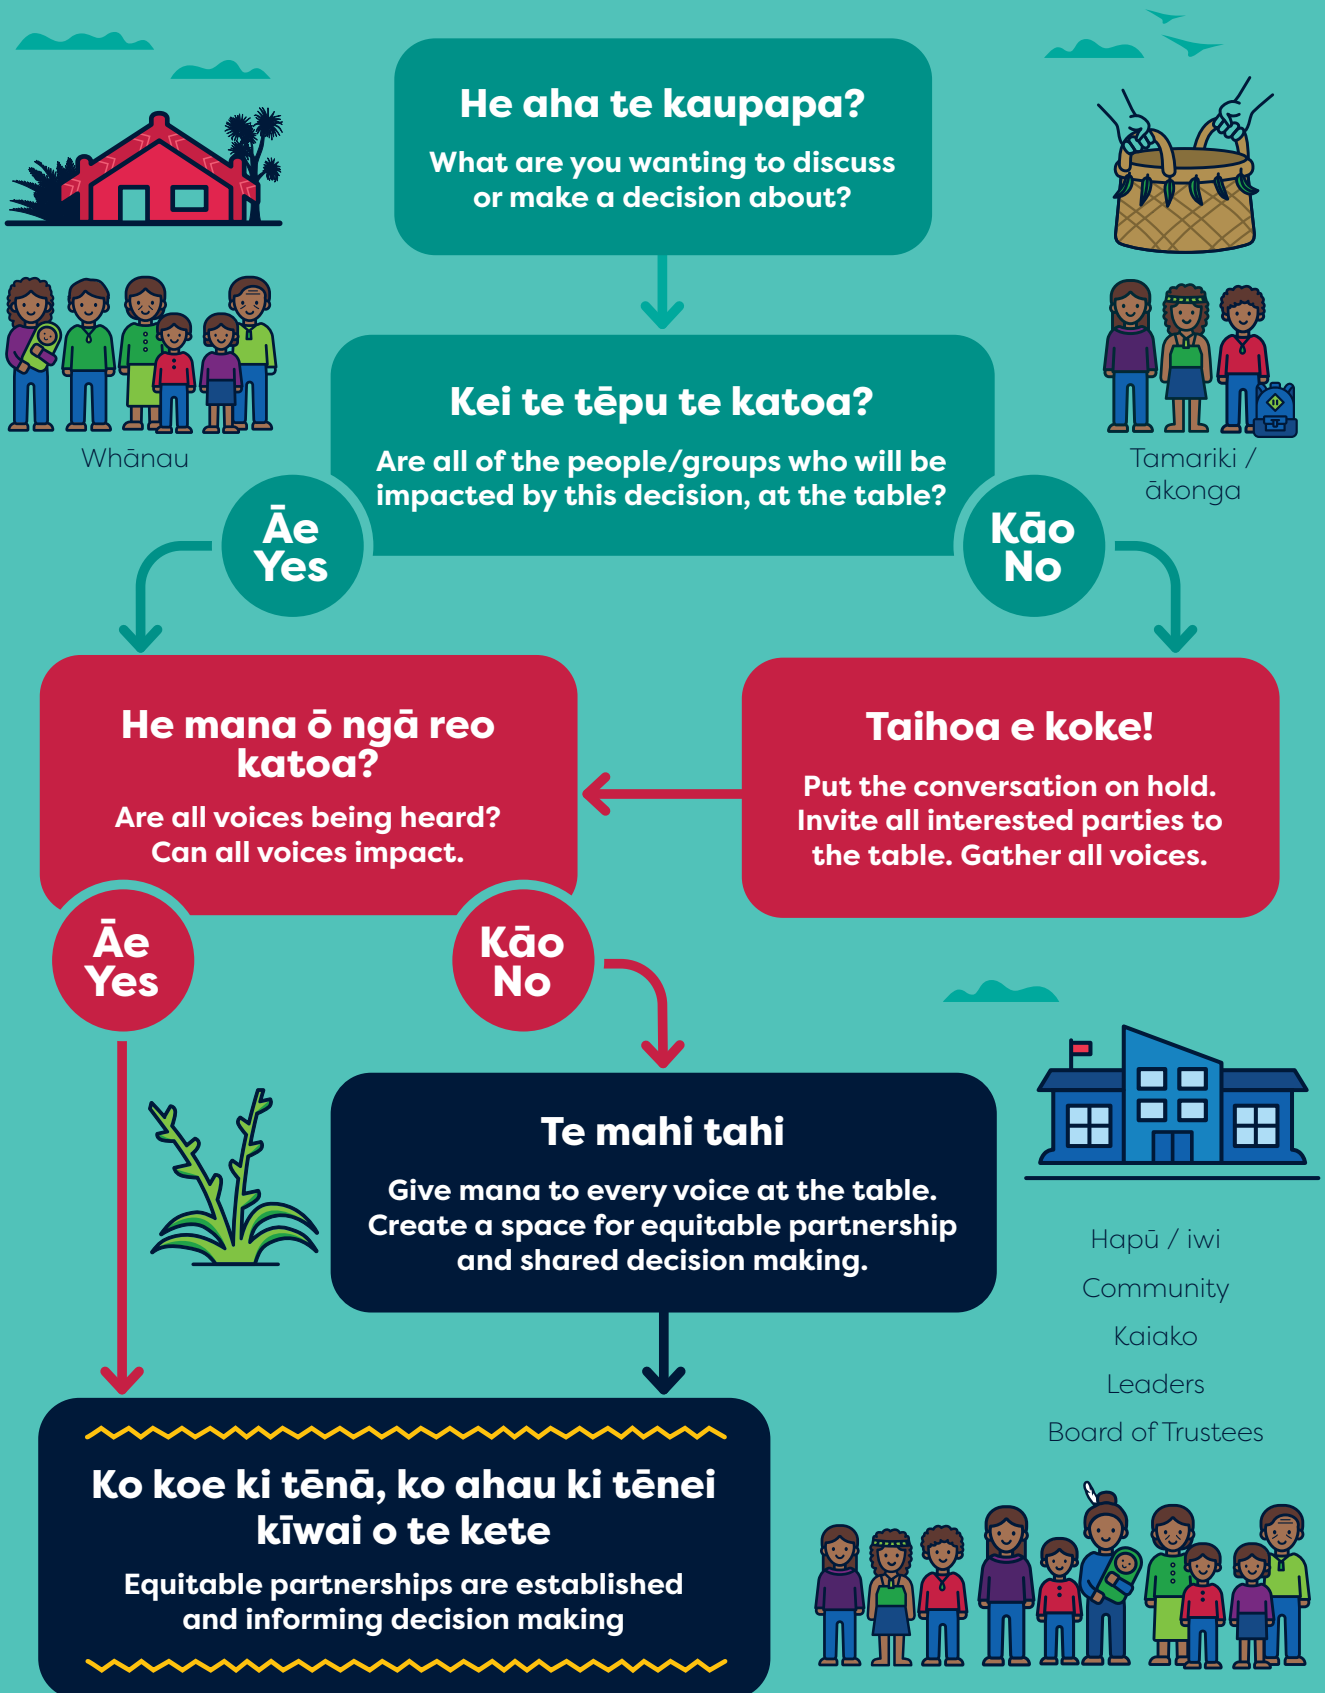 He aha te kaupapa?
What are you wanting to discuss
or make a decision about?
Whānau
Kei te tēpu te katoa?
Are all of the people/groups who will be
impacted by this decision, at the table?
Tamariki /
ākonga
Āe
Yes
Kāo
No
He mana ō ngā reo
katoa?
Are all voices being heard?
Can all voices impact.
Taihoa e koke!
Put the conversation on hold.
Invite all interested parties to
the table. Gather all voices.
Āe
Yes
Kāo
No
Te mahi tahi
Give mana to every voice at the table.
Create a space for equitable partnership
and shared decision making.
Hapū / iwi
Community
Kaiako
Leaders
Board of Trustees
Ko koe ki tēnā, ko ahau ki tēnei
kīwai o te kete
Equitable partnerships are established
and informing decision making